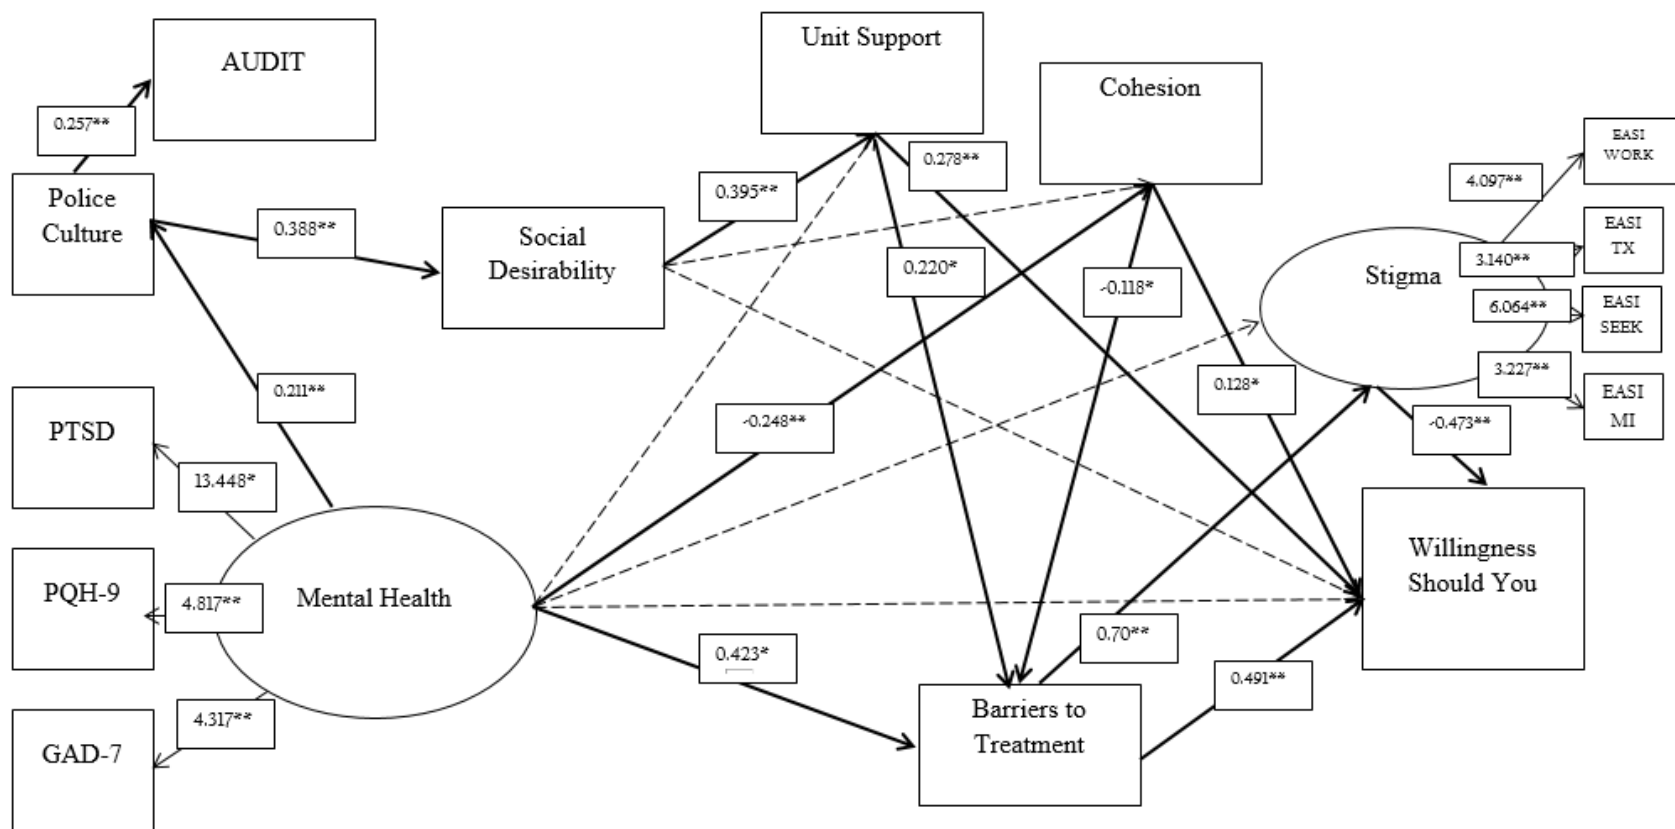 AUDIT
0.257**
Police
Culture
0.388**
Social
Desirability
0.211**
PTSD
13.448*
PQH-9
4.817**
Mental Health
GAD-7
4.317**
Unit Support
0.395**
0.278**
Cohesion
0.220*
-0.118*
-0.248**
0.128*
0.423*
Barriers to
Treatment
0.70**
0.491**
Stigma
4.097**
EASI
WORK
3.140**
EASI
TX
6.064**
EASI
SEEK
3.227**
EASI
MI
-0.473**
Willingness
Should You